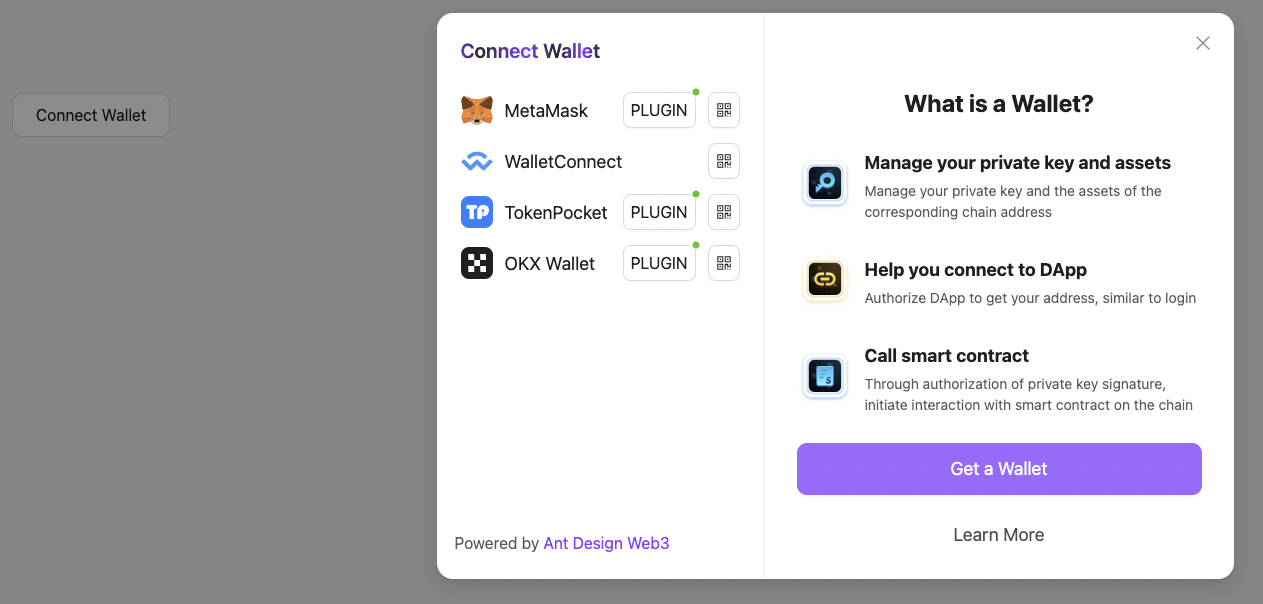 Connect Wallet
Connect Wallet
MetaMask PLUGIN
WalletConnect
TP TokenPocket PLUGIN
OKX Wallet PLUGIN
Powered by Ant Design Web3
What is a Wallet?
Manage your private key and assets
Manage your private key and the assets of the
corresponding chain address
Help you connect to DApp
Authorize DApp to get your address, similar to login
Call smart contract
Through authorization of private key signature,
initiate interaction with smart contract on the chain
Get a Wallet
Learn More